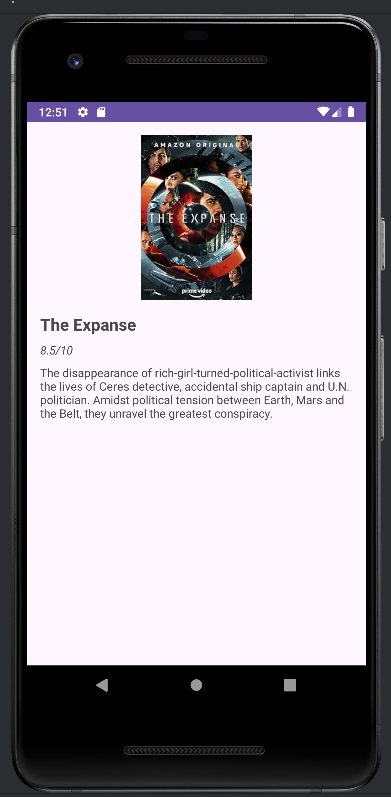 12:51
AMAZON ORIGINAL
THE EXPANSE
prime video
The Expanse
8.5/10
The disappearance of rich-girl-turned-political-activist links
the lives of Ceres detective, accidental ship captain and U.N.
politician. Amidst political tension between Earth, Mars and
the Belt, they unravel the greatest conspiracy.